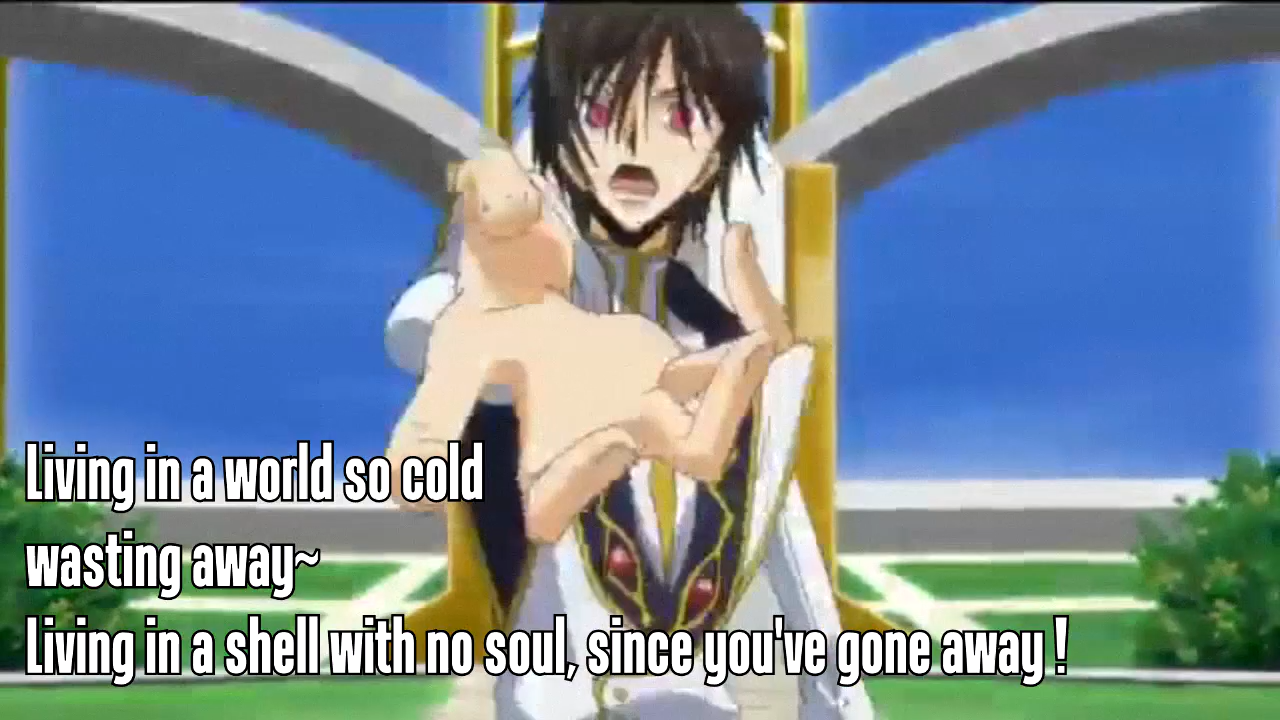 Living in a world so cold
wasting away~
Living in a shell with no soul, since you've gone away !